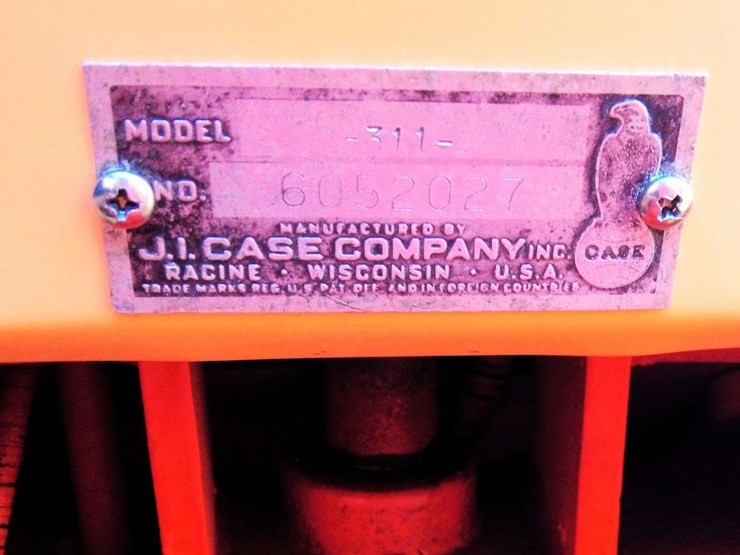 MODEL -311-
NO. 6052027
MANUFACTURED BY
J.I. CASE COMPANY INC.
RACINE · WISCONSIN · U.S.A.
TRADE MARKS REG. U.S. PAT. OFF. AND IN FOREIGN COUNTRIES
CASE